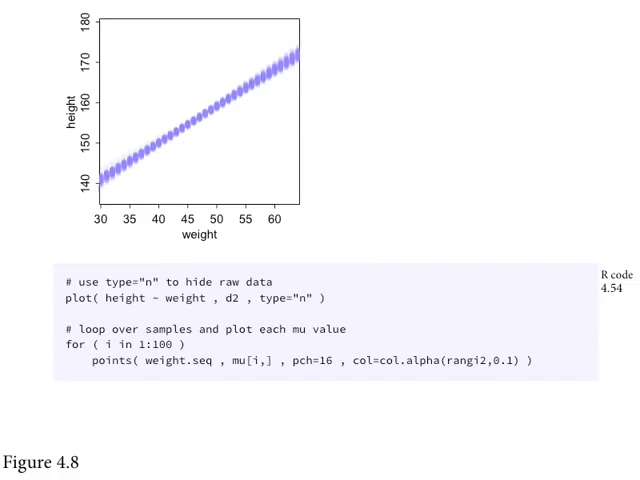 180
170
160
150
140
height
30 35 40 45 50 55 60
weight
# use type="n" to hide raw data
plot( height ~ weight , d2 , type="n" )
# loop over samples and plot each mu value
for ( i in 1:100 )
points( weight.seq , mu[i,] , pch=16 , col=col.alpha(rangi2,0.1) )
R code
4.54
Figure 4.8